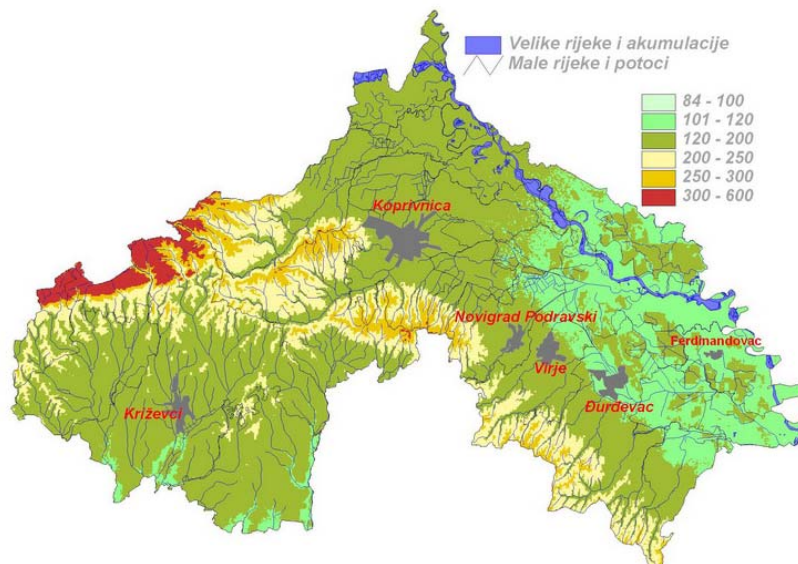 Velike rijeke i akumulacije
Male rijeke i potoci
84 - 100
101 - 120
120 - 200
200 - 250
250 - 300
300 - 600
Koprivnica
Novigrad Podravski
Virje
Ferdinandovac
Đurđevac
Križevci